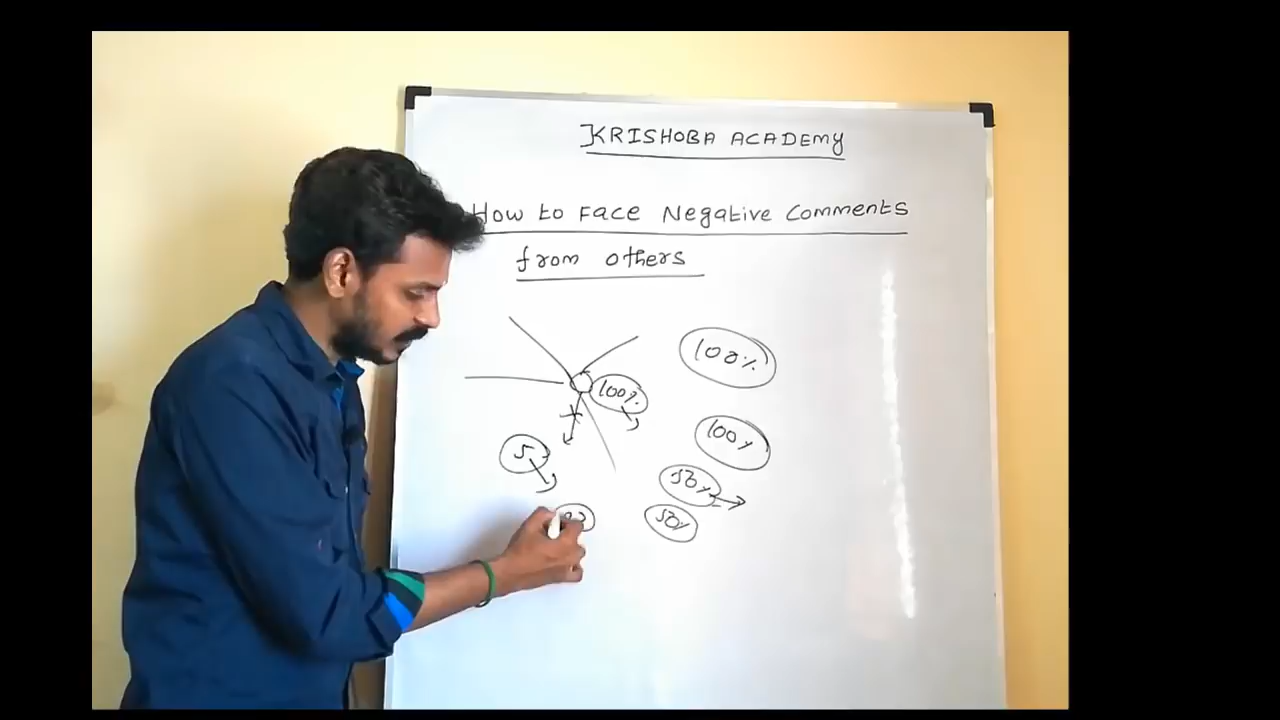 KRISHOBA ACADEMY
How to Face Negative Comments
from others
100%
100%.
100%
5
50%
50%